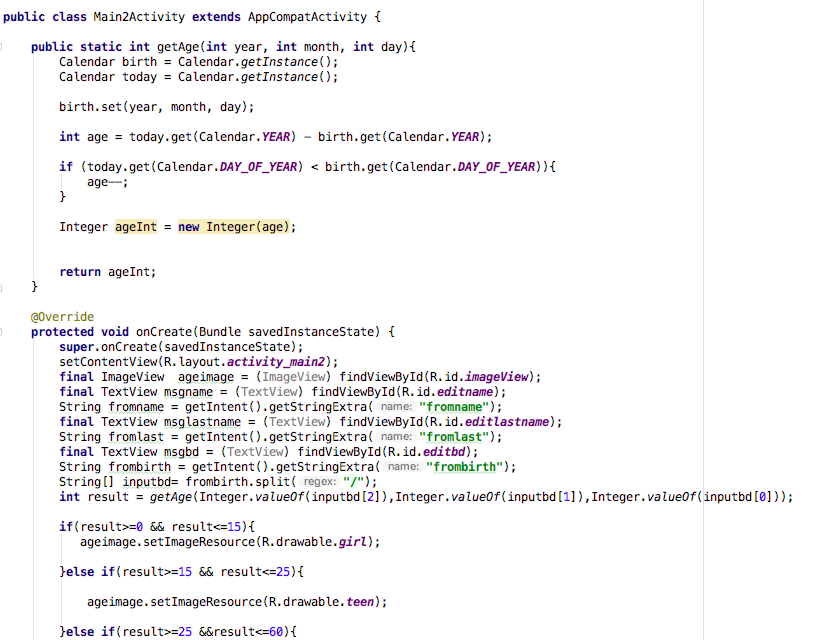 public class Main2Activity extends AppCompatActivity {
public static int getAge(int year, int month, int day){
Calendar birth = Calendar.getInstance();
Calendar today = Calendar.getInstance();
birth.set(year, month, day);
int age = today.get(Calendar.YEAR) - birth.get(Calendar.YEAR);
if (today.get(Calendar.DAY_OF_YEAR) < birth.get(Calendar.DAY_OF_YEAR)){
age--;
}
Integer ageInt = new Integer(age);
return ageInt;
}
@Override
protected void onCreate(Bundle savedInstanceState) {
super.onCreate(savedInstanceState);
setContentView(R.layout.activity_main2);
final ImageView  ageimage = (ImageView) findViewById(R.id.imageView);
final TextView msgname = (TextView) findViewById(R.id.editname);
String fromname = getIntent().getStringExtra( name: "fromname");
final TextView msglastname = (TextView) findViewById(R.id.editlastname);
String fromlast = getIntent().getStringExtra( name: "fromlast");
final TextView msgbd = (TextView) findViewById(R.id.editbd);
String frombirth = getIntent().getStringExtra( name: "frombirth");
String[] inputbd= frombirth.split( regex: "/");
int result = getAge(Integer.valueOf(inputbd[2]),Integer.valueOf(inputbd[1]),Integer.valueOf(inputbd[0]));
if(result>=0 && result<=15){
ageimage.setImageResource(R.drawable.girl);
}else if(result>=15 && result<=25){
ageimage.setImageResource(R.drawable.teen);
}else if(result>=25 &&result<=60){